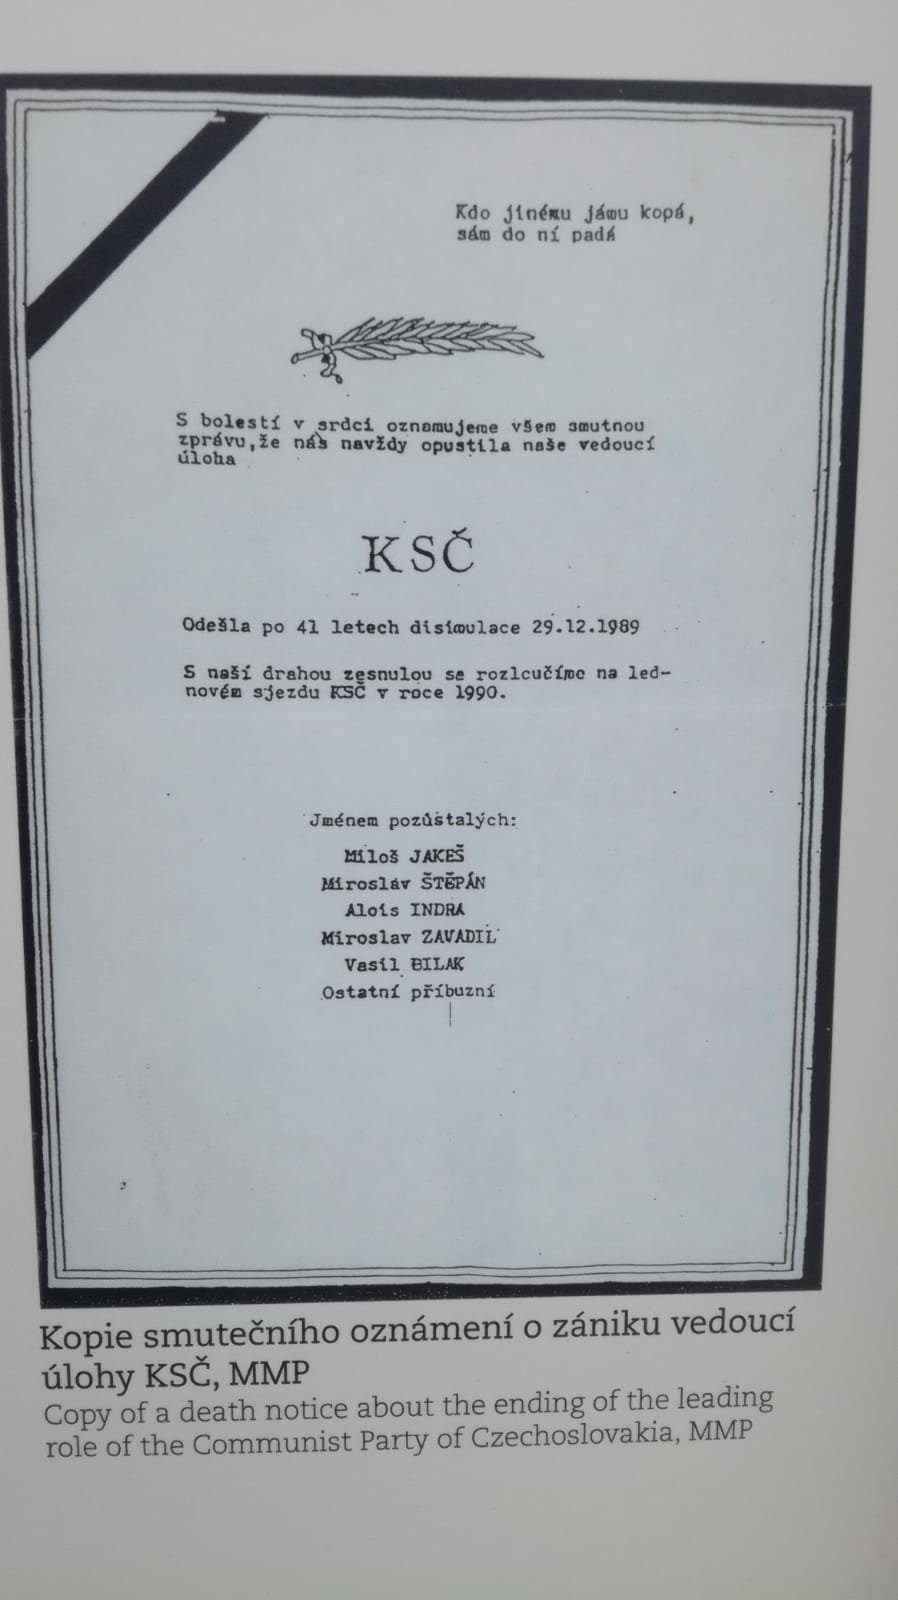 Kdo jinému jámu kopá,
sám do ní padá
S bolestí v srdci oznamujeme všem smutnou
zprávu,že nás navždy opustila naše vedoucí
úloha
KSČ
Odešla po 41 letech disimulace 29.12.1989
S naší drahou zesnulou se rozlcučíme na led-
novém sjezdu KSČ v roce 1990.
Jménem pozůstalých:
Miloš JAKEŠ
Miroslav ŠTĚPÁN
Alois INDRA
Miroslav ZAVADIL
Vasil BILAK
Ostatní příbuzní
Kopie smutečního oznámení o zániku vedoucí
úlohy KSČ, MMP
Copy of a death notice about the ending of the leading
role of the Communist Party of Czechoslovakia, MMP